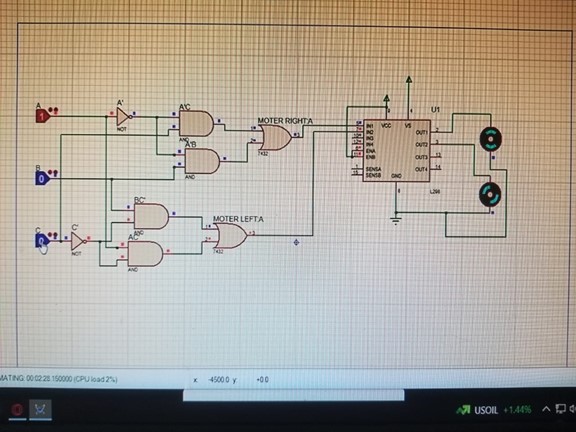 A
1
A'
NOT
A'C
AND
A'B
AND
MOTER RIGHT:A
7432
B
0
BC'
AND
MOTER LEFT:A
7432
C
C'
NOT
AC'
AND
U1
VCC
VS
IN1
IN2
IN3
IN4
ENA
ENB
SENSA
SENSB
GND
OUT1
OUT2
OUT3
OUT4
L298
MATING: 00:02:28.150000 (CPU load 2%)
x -4500.0 y +0.0
USOIL +1.44%